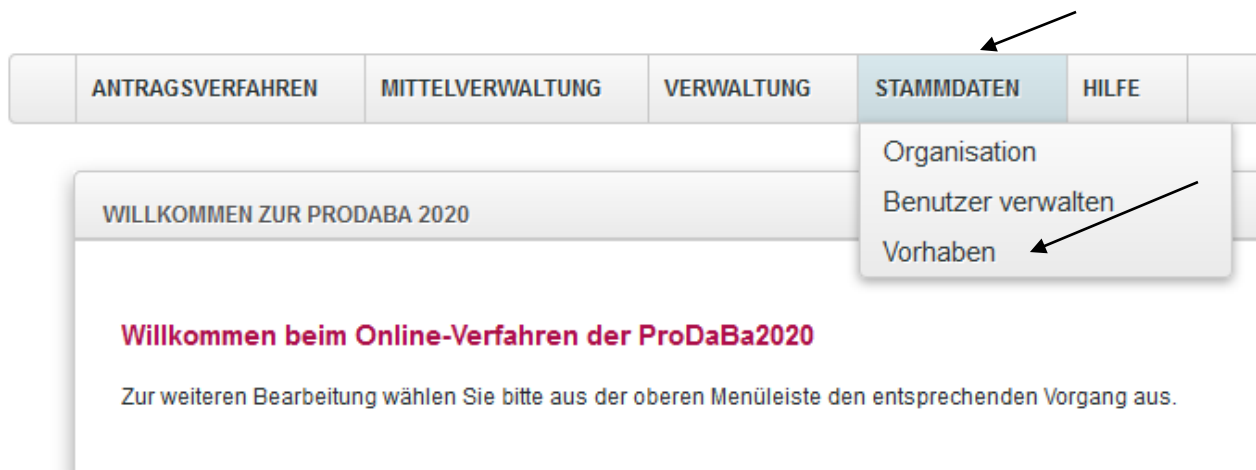 ANTRAGSVERFAHREN MITTELVERWALTUNG VERWALTUNG STAMMDATEN HILFE
Organisation
Benutzer verwalten
Vorhaben
WILLKOMMEN ZUR PRODABA 2020
Willkommen beim Online-Verfahren der ProDaBa2020
Zur weiteren Bearbeitung wählen Sie bitte aus der oberen Menüleiste den entsprechenden Vorgang aus.